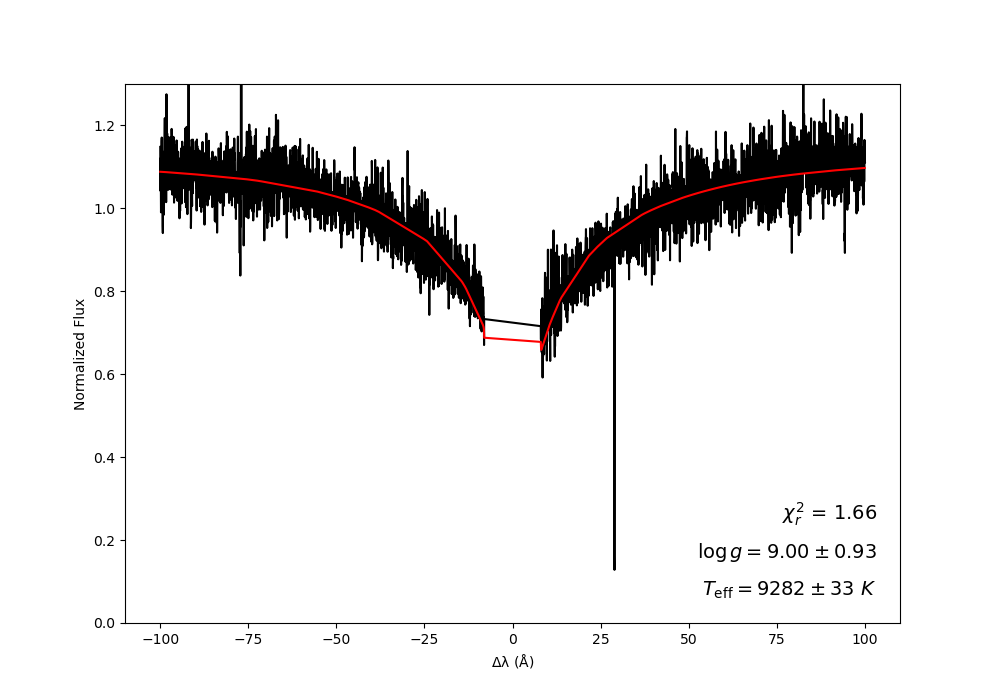 1.2
1.0
0.8
0.6
0.4
0.2
0.0
Normalized Flux
χ²ᵣ = 1.66
log g = 9.00 ± 0.93
T_eff = 9282 ± 33 K
−100 −75 −50 −25 0 25 50 75 100
Δλ (Å)